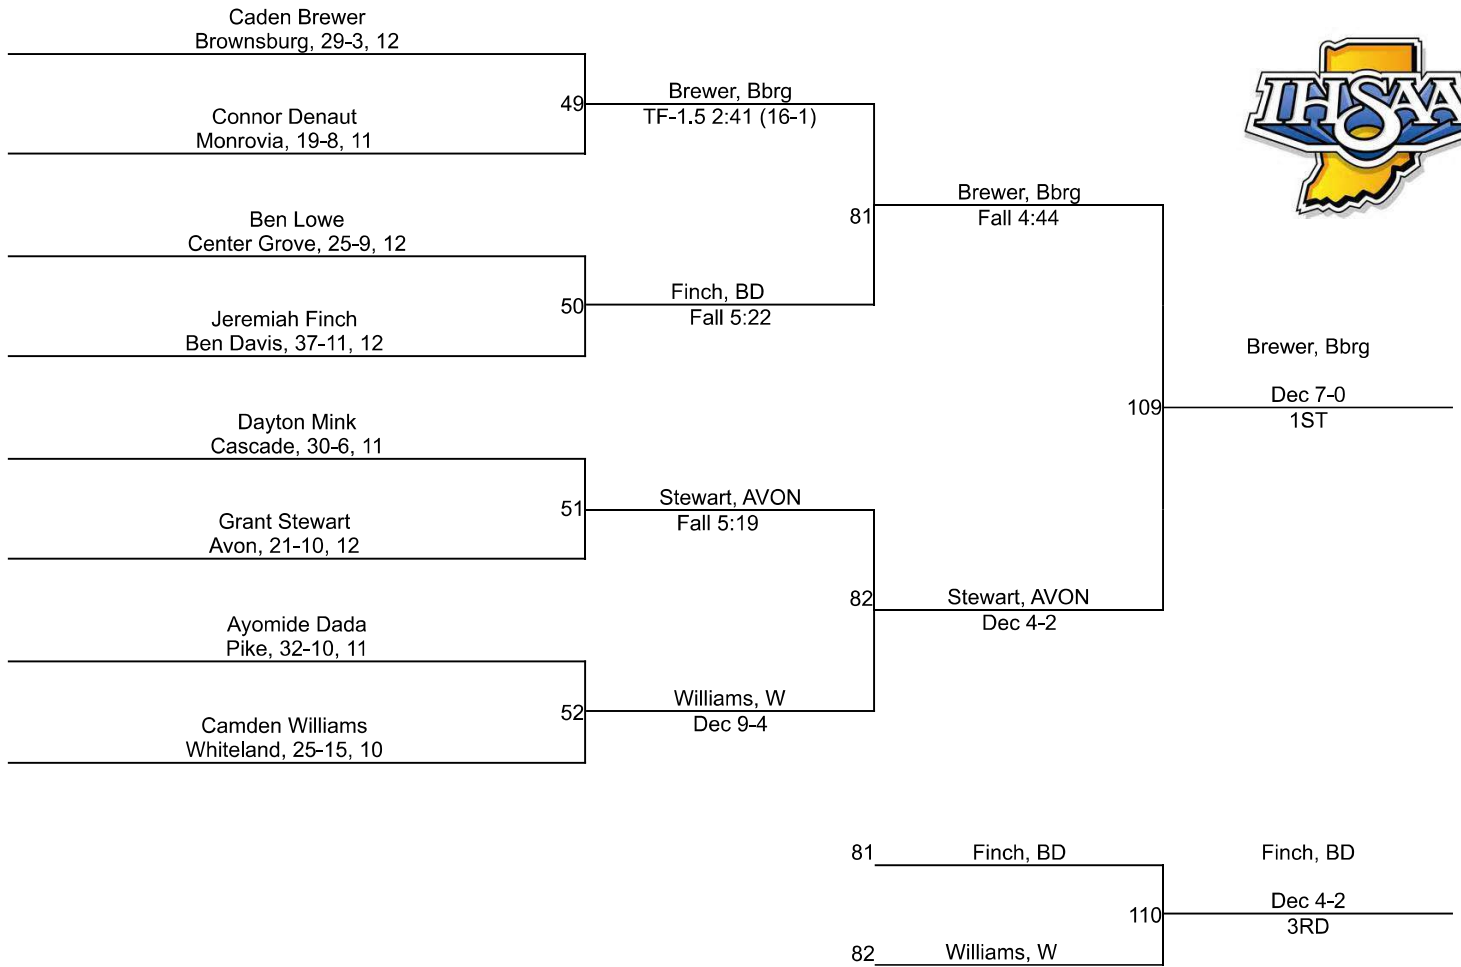 Caden Brewer
Brownsburg, 29-3, 12
49
Brewer, Bbrg
TF-1.5 2:41 (16-1)
Connor Denaut
Monrovia, 19-8, 11
IHSAA
81
Brewer, Bbrg
Fall 4:44
Ben Lowe
Center Grove, 25-9, 12
50
Finch, BD
Fall 5:22
Jeremiah Finch
Ben Davis, 37-11, 12
109
Brewer, Bbrg
Dec 7-0
1ST
Dayton Mink
Cascade, 30-6, 11
51
Stewart, AVON
Fall 5:19
Grant Stewart
Avon, 21-10, 12
82
Stewart, AVON
Dec 4-2
Ayomide Dada
Pike, 32-10, 11
52
Williams, W
Dec 9-4
Camden Williams
Whiteland, 25-15, 10
81
Finch, BD
110
Finch, BD
Dec 4-2
3RD
82
Williams, W